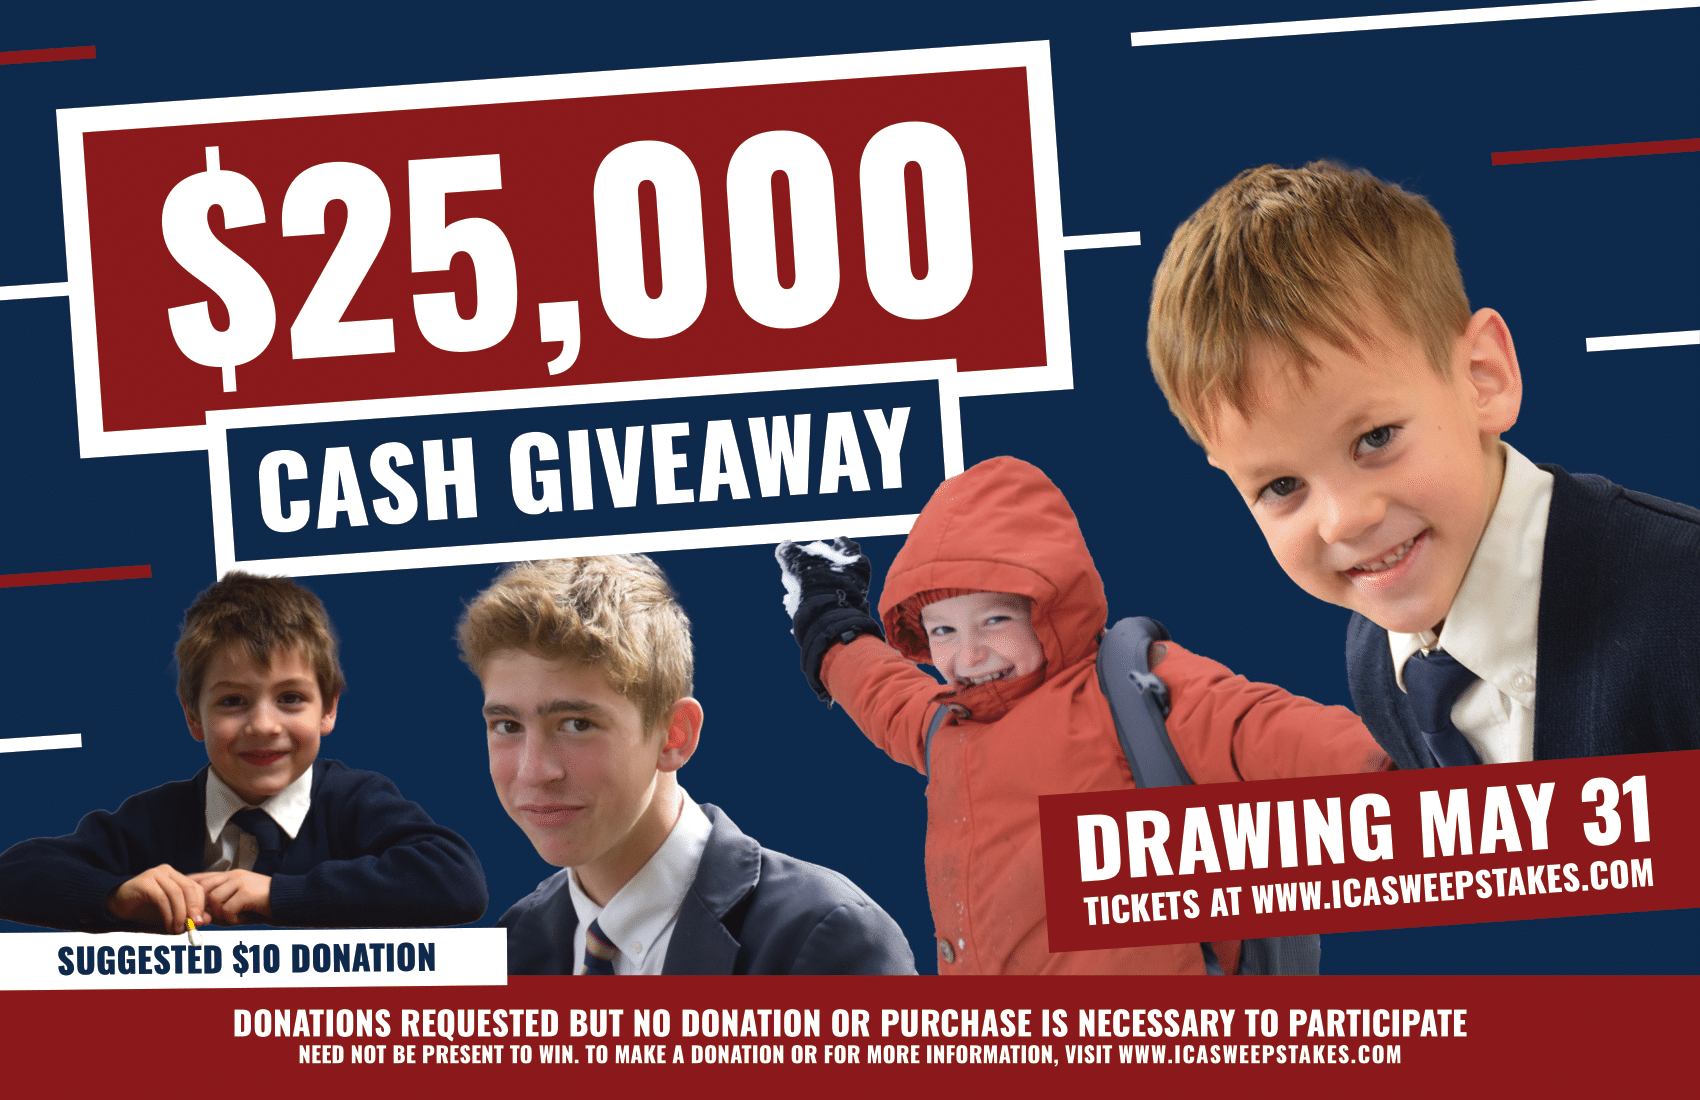 $25,000
CASH GIVEAWAY
DRAWING MAY 31
TICKETS AT WWW.ICASWEEPSTAKES.COM
SUGGESTED $10 DONATION
DONATIONS REQUESTED BUT NO DONATION OR PURCHASE IS NECESSARY TO PARTICIPATE
NEED NOT BE PRESENT TO WIN. TO MAKE A DONATION OR FOR MORE INFORMATION, VISIT WWW.ICASWEEPSTAKES.COM